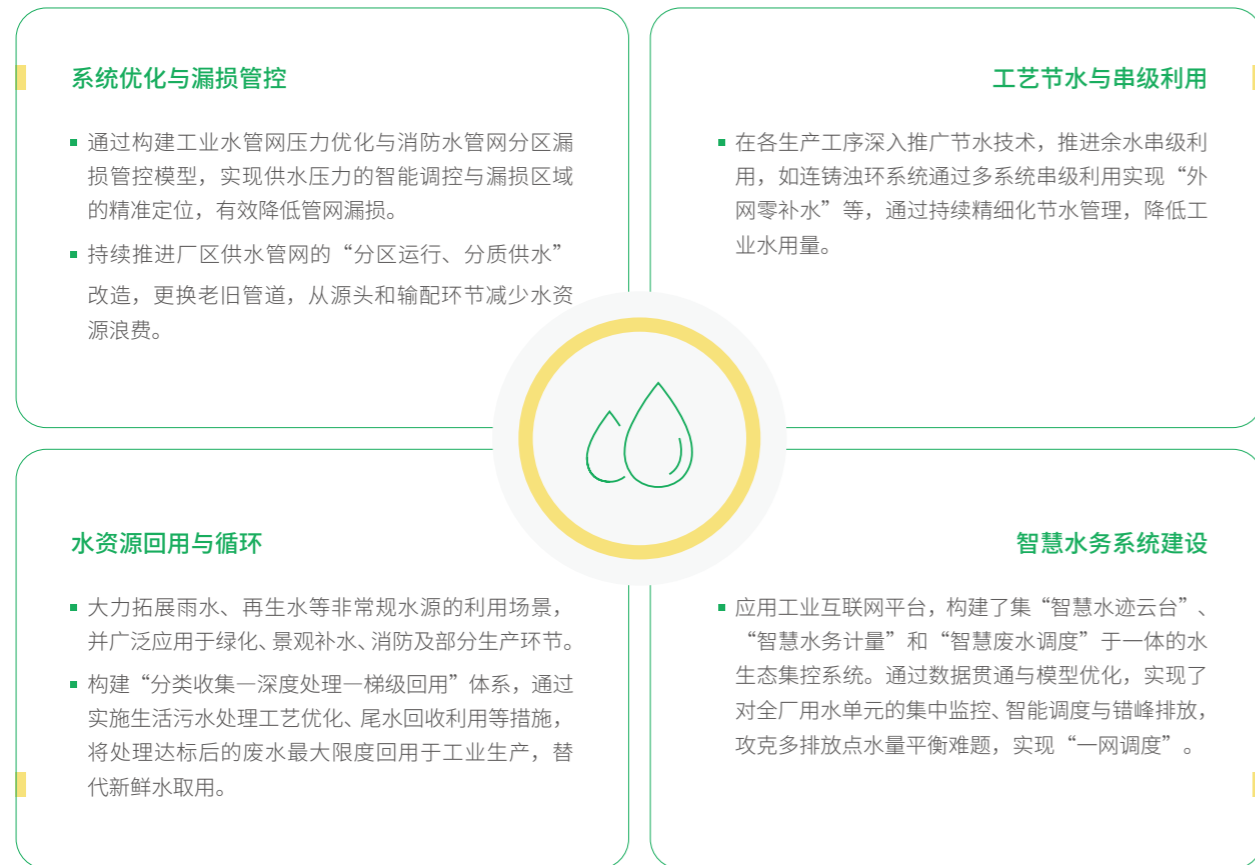 系统优化与漏损管控
通过构建工业水管网压力优化与消防水管网分区漏
损管控模型，实现供水压力的智能调控与漏损区域
的精准定位，有效降低管网漏损。
持续推进厂区供水管网的“分区运行、分质供水”
改造，更换老旧管道，从源头和输配环节减少水资
源浪费。
工艺节水与串级利用
在各生产工序深入推广节水技术，推进余水串级利
用，如连铸浊环系统通过多系统串级利用实现“外
网零补水”等，通过持续精细化节水管理，降低工
业水用量。
水资源回用与循环
大力拓展雨水、再生水等非常规水源的利用场景，
并广泛应用于绿化、景观补水、消防及部分生产环节。
构建“分类收集—深度处理—梯级回用”体系，通过
实施生活污水处理工艺优化、尾水回收利用等措施，
将处理达标后的废水最大限度回用于工业生产，替
代新鲜水取用。
智慧水务系统建设
应用工业互联网平台，构建了集“智慧水迹云台”、
“智慧水务计量”和“智慧废水调度”于一体的水
生态集控系统。通过数据贯通与模型优化，实现了
对全厂用水单元的集中监控、智能调度与错峰排放，
攻克多排放点水量平衡难题，实现“一网调度”。